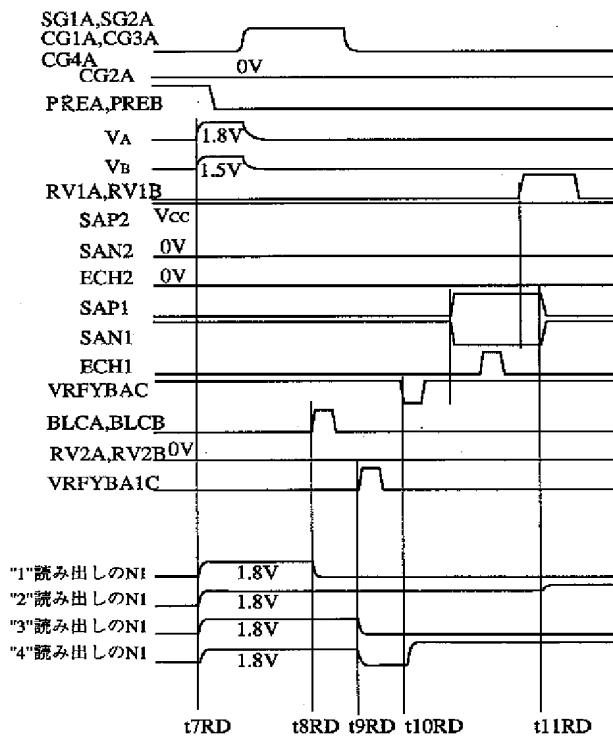 SG1A,SG2A
CG1A,CG3A
CG4A
0V
CG2A
PREA,PREB
VA
1.8V
VB
1.5V
RV1A,RV1B
SAP2
Vcc
SAN2
0V
ECH2
0V
SAP1
SAN1
ECH1
VRFYBAC
BLCA,BLCB
RV2A,RV2B 0V
VRFYBA1C
"1"読み出しのN1
1.8V
"2"読み出しのN1
1.8V
"3"読み出しのN1
1.8V
"4"読み出しのN1
1.8V
t7RD t8RD t9RD t10RD t11RD